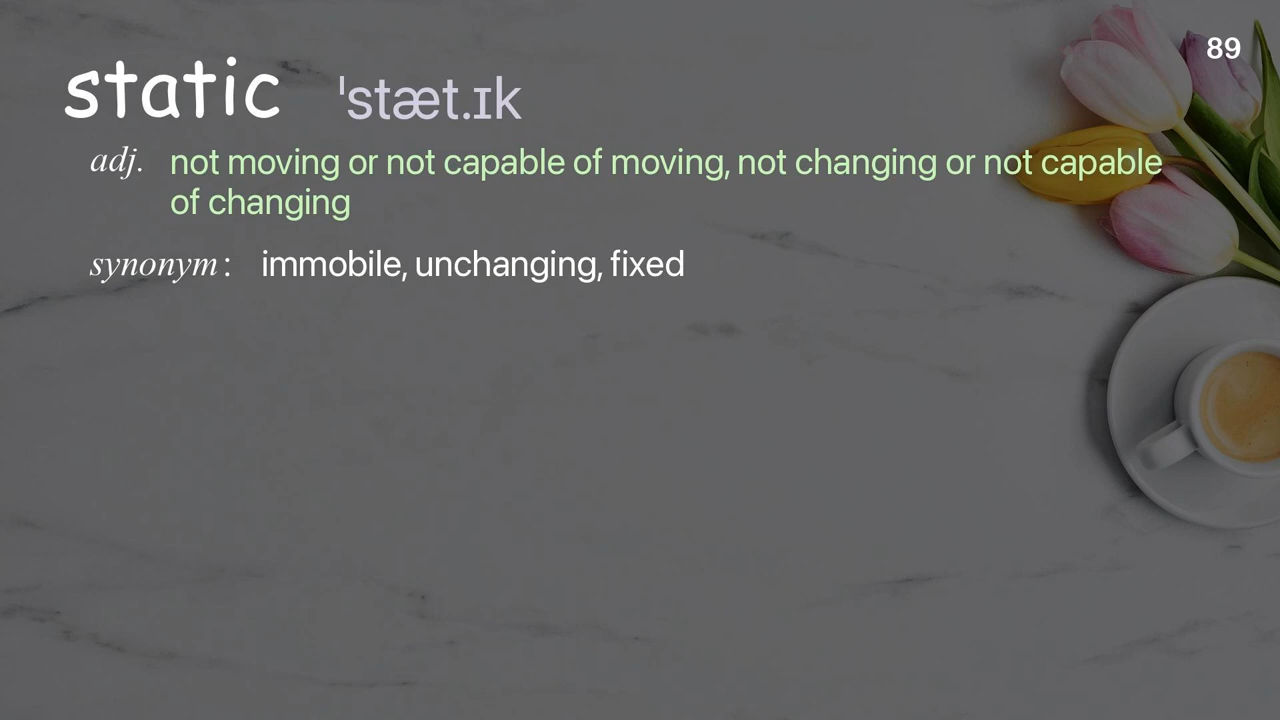 89
static ˈstæt.ɪk
adj. not moving or not capable of moving, not changing or not capable
of changing
synonym : immobile, unchanging, fixed